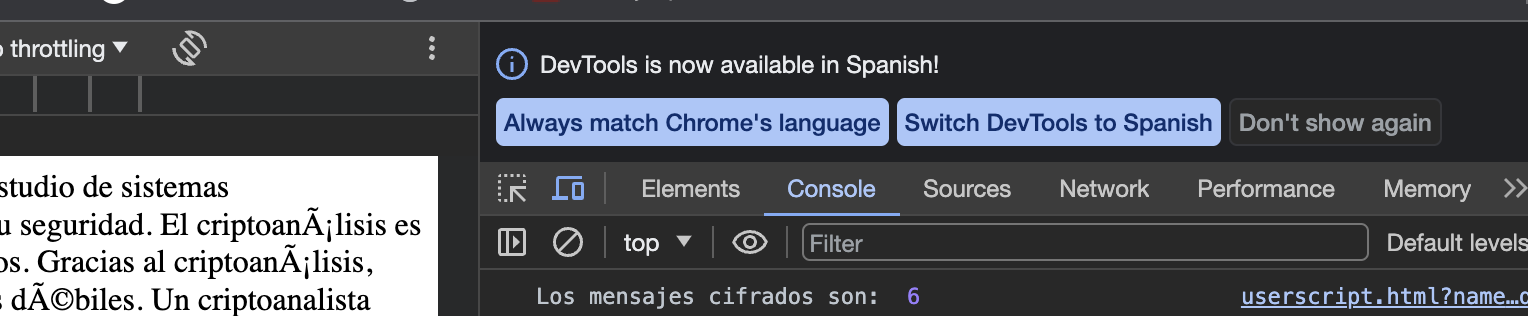 throttling ▼
DevTools is now available in Spanish!
Always match Chrome's language
Switch DevTools to Spanish
Don't show again
studio de sistemas
u seguridad. El criptoanÃ¡lisis es
os. Gracias al criptoanÃ¡lisis,
s dÃ©biles. Un criptoanalista
Elements Console Sources Network Performance Memory
top ▼ Filter Default levels
Los mensajes cifrados son: 6 userscript.html?name…